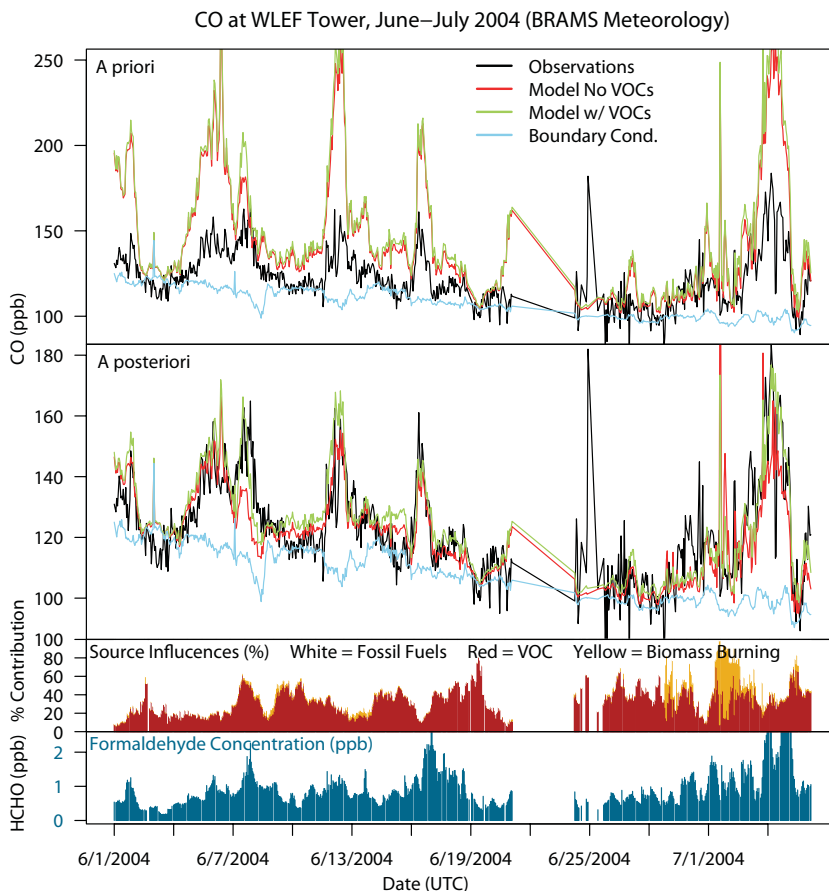 CO at WLEF Tower, June−July 2004 (BRAMS Meteorology)
A priori
Observations
Model No VOCs
Model w/ VOCs
Boundary Cond.
250
200
150
100
CO (ppb)
A posteriori
180
160
140
120
100
Source Influcences (%) White = Fossil Fuels Red = VOC Yellow = Biomass Burning
100
80
60
40
20
0
% Contribution
Formaldehyde Concentration (ppb)
2
1
0
HCHO (ppb)
6/1/2004 6/7/2004 6/13/2004 6/19/2004 6/25/2004 7/1/2004
Date (UTC)